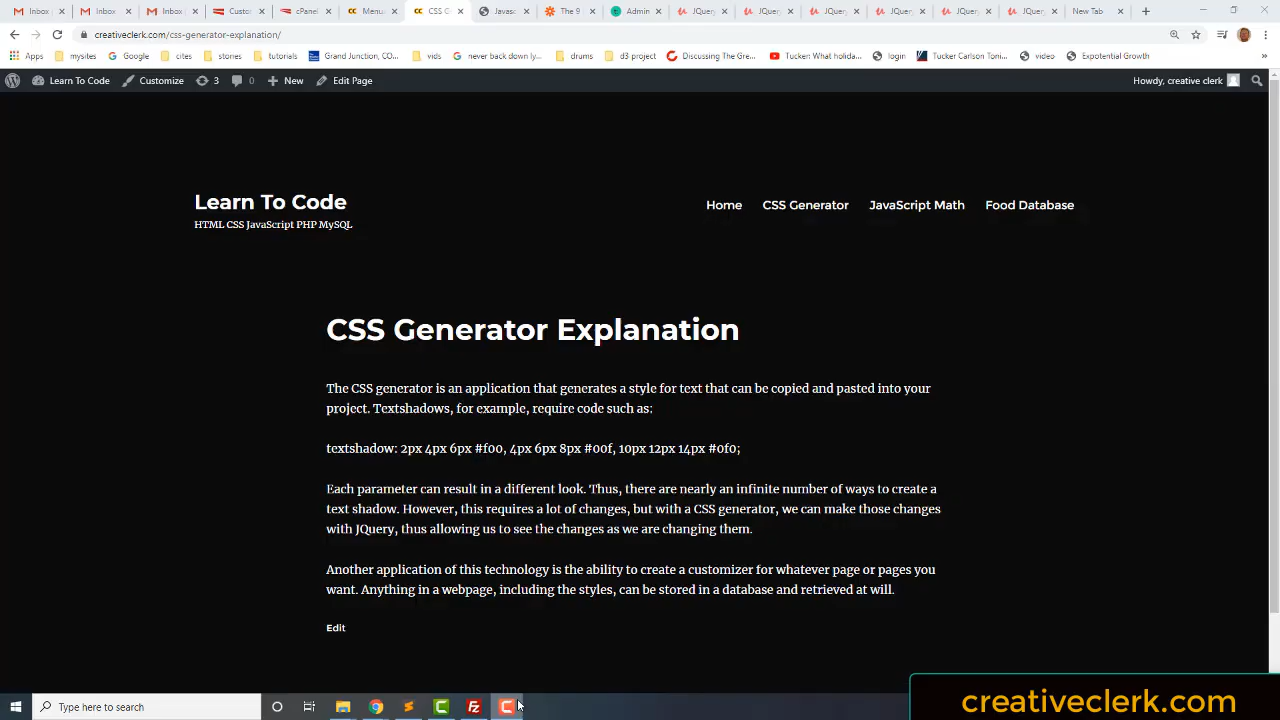 Inbox
Inbox
Inbox
Custo
cPanel
Menu
CSS G
Javasc
The 9
Admin
JQuery
JQuery
JQuery
JQuery
JQuery
JQuery
New Tab
creativeclerk.com/css-generator-explanation/
Apps
mysites
Google
cites
stores
tutorials
Grand Junction, CO...
vids
never back down ly...
drums
d3 project
Discussing The Gre...
Tucker: What holida...
login
Tucker Carlson Toni...
video
Expotential Growth
Learn To Code
Customize
3
0
New
Edit Page
Howdy, creative clerk
Learn To Code
HTML CSS JavaScript PHP MySQL
Home
CSS Generator
JavaScript Math
Food Database
CSS Generator Explanation
The CSS generator is an application that generates a style for text that can be copied and pasted into your
project. Textshadows, for example, require code such as:
textshadow: 2px 4px 6px #f00, 4px 6px 8px #00f, 10px 12px 14px #0f0;
Each parameter can result in a different look. Thus, there are nearly an infinite number of ways to create a
text shadow. However, this requires a lot of changes, but with a CSS generator, we can make those changes
with JQuery, thus allowing us to see the changes as we are changing them.
Another application of this technology is the ability to create a customizer for whatever page or pages you
want. Anything in a webpage, including the styles, can be stored in a database and retrieved at will.
Edit
Type here to search
creativeclerk.com